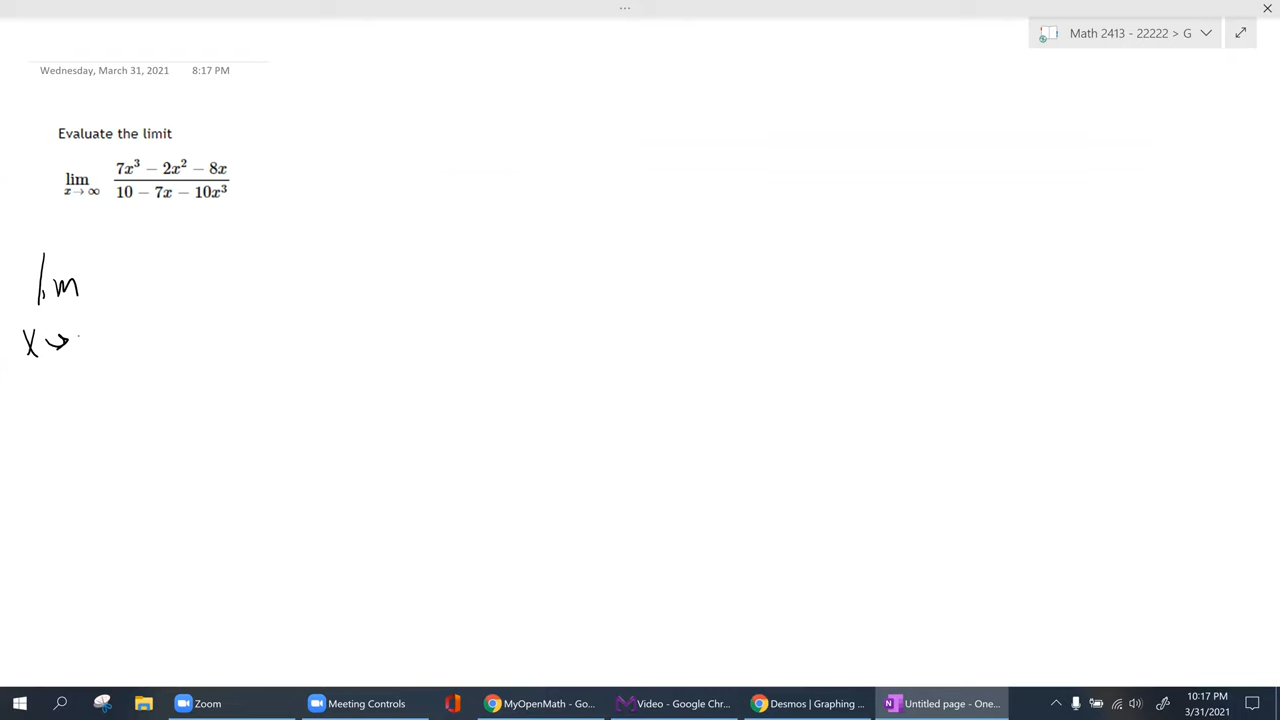 ...
Math 2413 - 22222 > G
Wednesday, March 31, 2021 8:17 PM
Evaluate the limit
lim x→∞ (7x³ − 2x² − 8x)/(10 − 7x − 10x³)
lim
x→
Zoom
Meeting Controls
MyOpenMath - Go...
Video - Google Chr...
Desmos | Graphing ...
Untitled page - One...
10:17 PM
3/31/2021